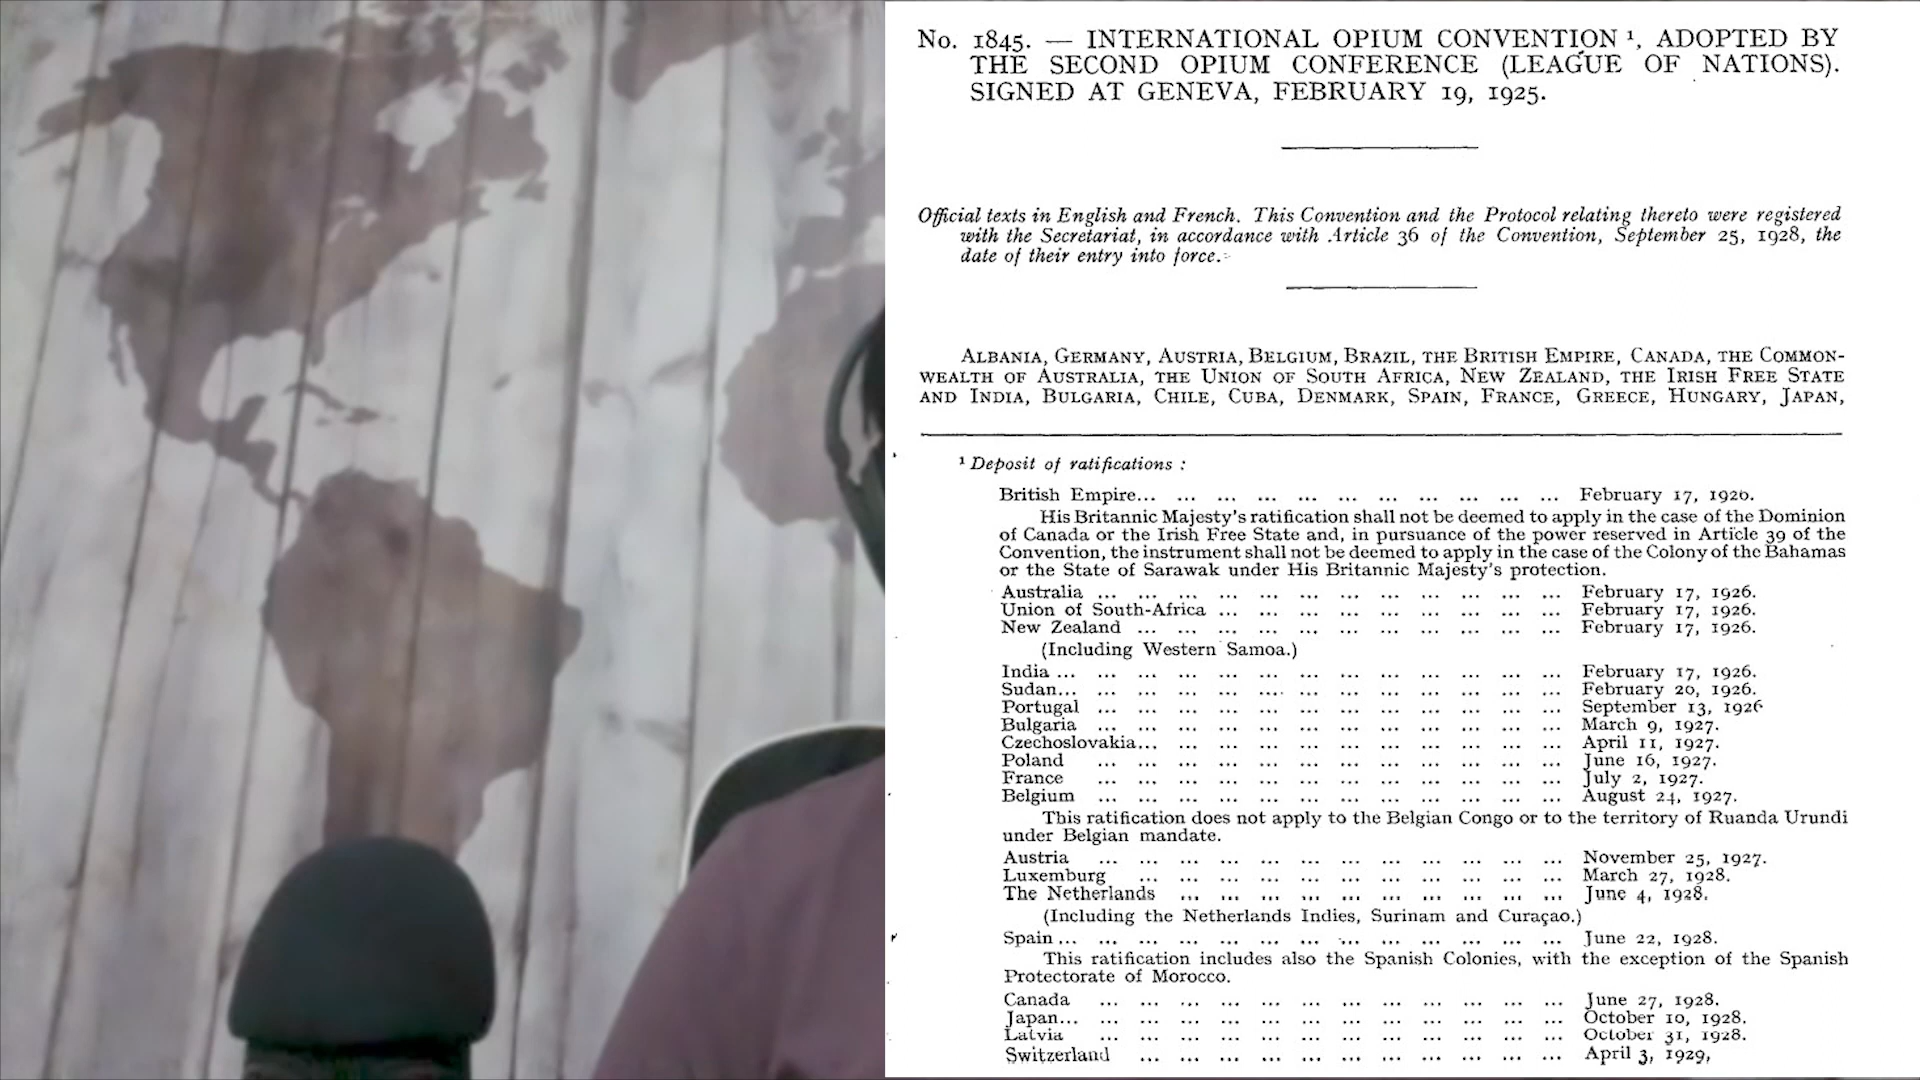 No. 1845. — INTERNATIONAL OPIUM CONVENTION ¹, ADOPTED BY
THE SECOND OPIUM CONFERENCE (LEAGUE OF NATIONS).
SIGNED AT GENEVA, FEBRUARY 19, 1925.
Official texts in English and French. This Convention and the Protocol relating thereto were registered
with the Secretariat, in accordance with Article 36 of the Convention, September 25, 1928, the
date of their entry into force.
ALBANIA, GERMANY, AUSTRIA, BELGIUM, BRAZIL, THE BRITISH EMPIRE, CANADA, THE COMMON-
WEALTH OF AUSTRALIA, THE UNION OF SOUTH AFRICA, NEW ZEALAND, THE IRISH FREE STATE
AND INDIA, BULGARIA, CHILE, CUBA, DENMARK, SPAIN, FRANCE, GREECE, HUNGARY, JAPAN,
¹ Deposit of ratifications :
British Empire... ... ... ... ... ... ... ... ... ... ... February 17, 1926.
His Britannic Majesty's ratification shall not be deemed to apply in the case of the Dominion
of Canada or the Irish Free State and, in pursuance of the power reserved in Article 39 of the
Convention, the instrument shall not be deemed to apply in the case of the Colony of the Bahamas
or the State of Sarawak under His Britannic Majesty's protection.
Australia ... ... ... ... ... ... ... ... ... ... ... ... February 17, 1926.
Union of South-Africa ... ... ... ... ... ... ... ... ... February 17, 1926.
New Zealand ... ... ... ... ... ... ... ... ... ... ... February 17, 1926.
(Including Western Samoa.)
India ... ... ... ... ... ... ... ... ... ... ... ... ... February 17, 1926.
Sudan... ... ... ... ... ... ... ... ... ... ... ... ... February 20, 1926.
Portugal ... ... ... ... ... ... ... ... ... ... ... ... September 13, 1926
Bulgaria ... ... ... ... ... ... ... ... ... ... ... ... March 9, 1927.
Czechoslovakia... ... ... ... ... ... ... ... ... ... ... April 11, 1927.
Poland ... ... ... ... ... ... ... ... ... ... ... ... June 16, 1927.
France ... ... ... ... ... ... ... ... ... ... ... ... July 2, 1927.
Belgium ... ... ... ... ... ... ... ... ... ... ... ... August 24, 1927.
This ratification does not apply to the Belgian Congo or to the territory of Ruanda Urundi
under Belgian mandate.
Austria ... ... ... ... ... ... ... ... ... ... ... ... November 25, 1927.
Luxemburg ... ... ... ... ... ... ... ... ... ... ... ... March 27, 1928.
The Netherlands ... ... ... ... ... ... ... ... ... ... June 4, 1928.
(Including the Netherlands Indies, Surinam and Curaçao.)
Spain ... ... ... ... ... ... ... ... ... ... ... ... ... June 22, 1928.
This ratification includes also the Spanish Colonies, with the exception of the Spanish
Protectorate of Morocco.
Canada ... ... ... ... ... ... ... ... ... ... ... ... June 27, 1928.
Japan... ... ... ... ... ... ... ... ... ... ... ... ... October 10, 1928.
Latvia ... ... ... ... ... ... ... ... ... ... ... ... October 31, 1928.
Switzerland ... ... ... ... ... ... ... ... ... ... ... April 3, 1929,